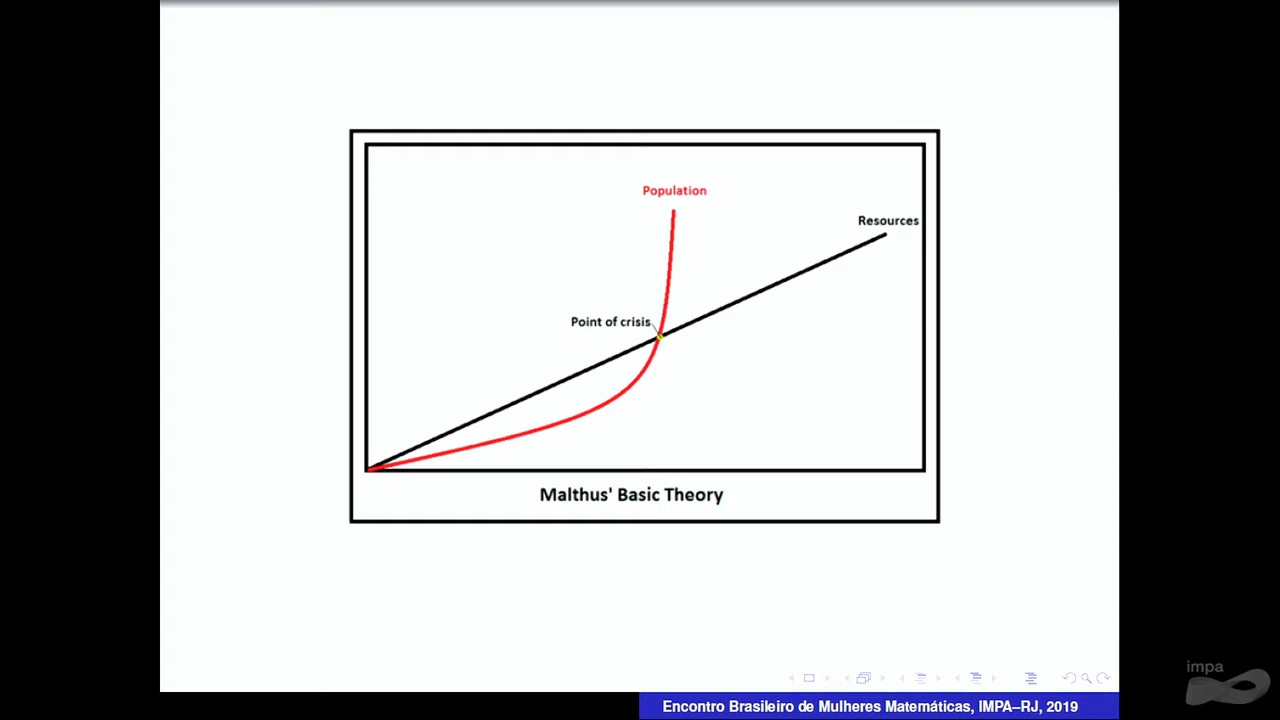 Population
Resources
Point of crisis
Malthus' Basic Theory
impa
Encontro Brasileiro de Mulheres Matemáticas, IMPA–RJ, 2019